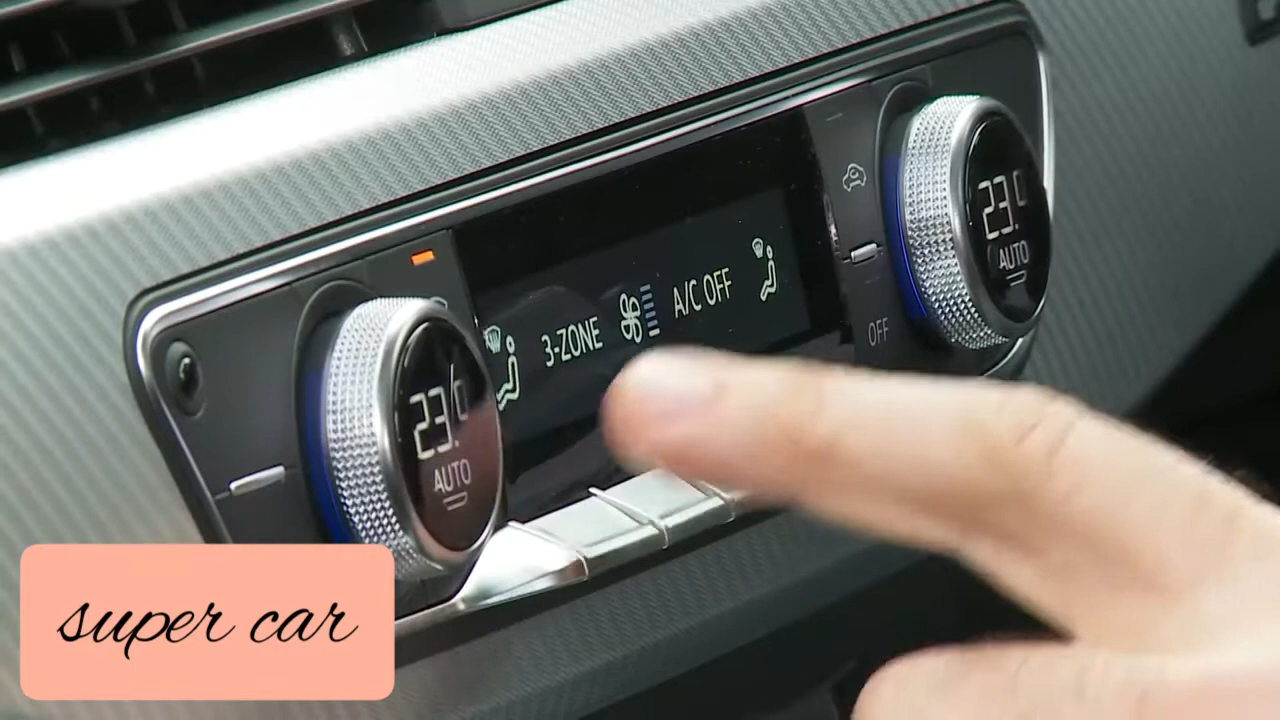 23.0
AUTO
3-ZONE
A/C OFF
23.0
AUTO
OFF
super car